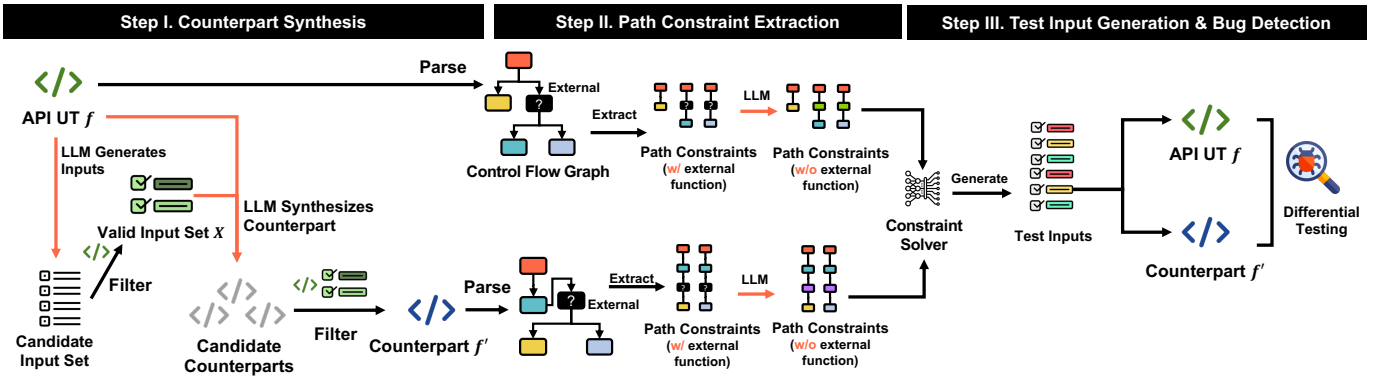 Step I. Counterpart Synthesis
Step II. Path Constraint Extraction
Step III. Test Input Generation & Bug Detection
API UT f
LLM Generates
Inputs
Valid Input Set X
LLM Synthesizes
Counterpart
Filter
Candidate
Input Set
Candidate
Counterparts
Filter
Counterpart f'
Parse
?
External
Control Flow Graph
Extract
? ?
Path Constraints
(w/ external
function)
LLM
Path Constraints
(w/o external
function)
Parse
?
External
Extract
? ?
Path Constraints
(w/ external
function)
LLM
Path Constraints
(w/o external
function)
Constraint
Solver
Generate
Test Inputs
API UT f
Counterpart f'
Differential
Testing